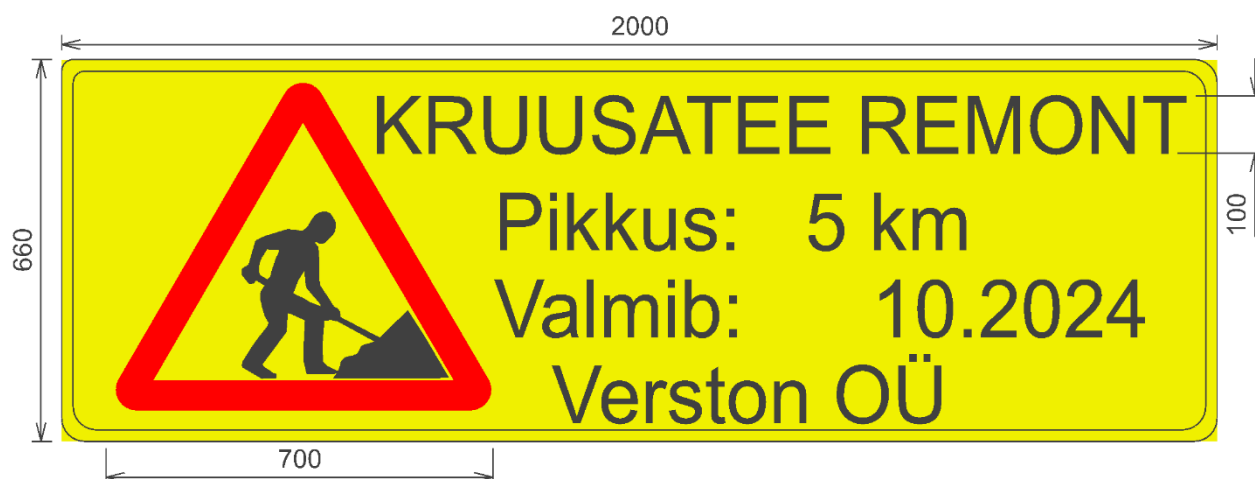 2000
KRUUSATEE REMONT
Pikkus: 5 km
Valmib: 10.2024
Verston OÜ
660
100
700